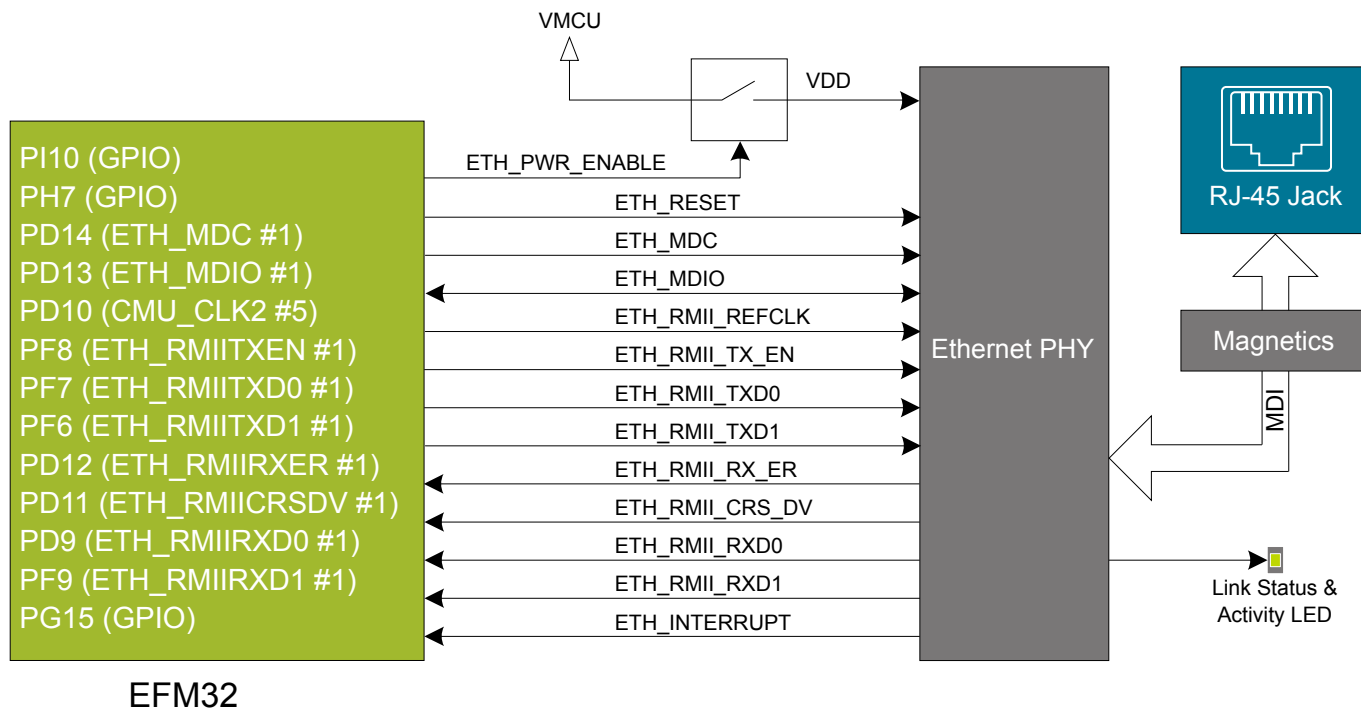 VMCU
VDD
PI10 (GPIO)
ETH_PWR_ENABLE
PH7 (GPIO)
ETH_RESET
RJ-45 Jack
PD14 (ETH_MDC #1)
ETH_MDC
PD13 (ETH_MDIO #1)
ETH_MDIO
PD10 (CMU_CLK2 #5)
ETH_RMII_REFCLK
PF8 (ETH_RMIITXEN #1)
ETH_RMII_TX_EN
Ethernet PHY
Magnetics
PF7 (ETH_RMIITXD0 #1)
ETH_RMII_TXD0
MDI
PF6 (ETH_RMIITXD1 #1)
ETH_RMII_TXD1
PD12 (ETH_RMIIRXER #1)
ETH_RMII_RX_ER
PD11 (ETH_RMIICRSDV #1)
ETH_RMII_CRS_DV
PD9 (ETH_RMIIRXD0 #1)
ETH_RMII_RXD0
PF9 (ETH_RMIIRXD1 #1)
ETH_RMII_RXD1
Link Status &
Activity LED
PG15 (GPIO)
ETH_INTERRUPT
EFM32